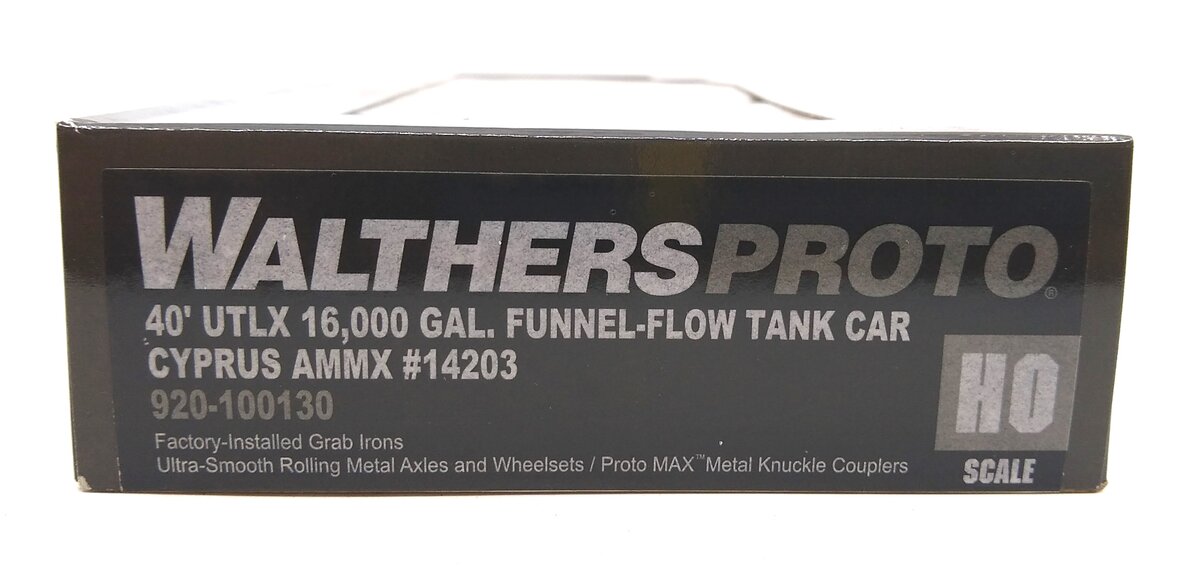 WALTHERSPROTO®
40' UTLX 16,000 GAL. FUNNEL-FLOW TANK CAR
CYPRUS AMMX #14203
920-100130
HO
Factory-Installed Grab Irons
Ultra-Smooth Rolling Metal Axles and Wheelsets / Proto MAX™ Metal Knuckle Couplers
SCALE